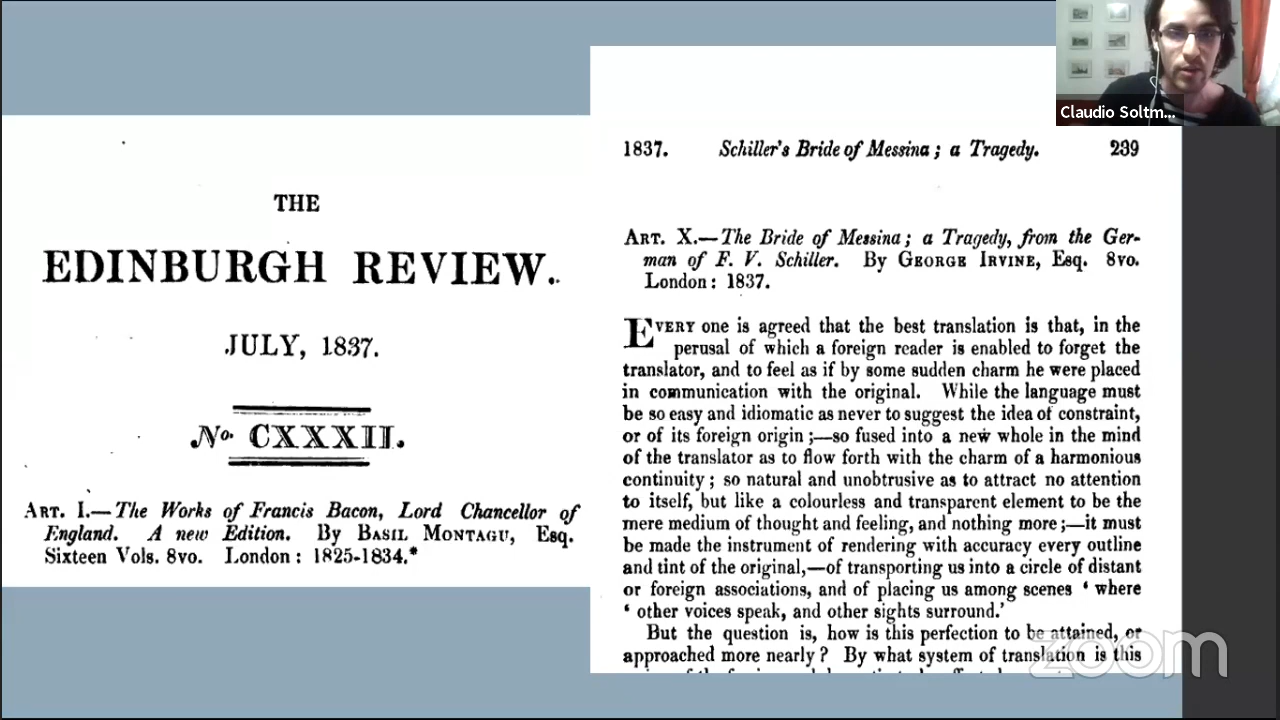 THE
EDINBURGH REVIEW.
JULY, 1837.
No. CXXXII.
ART. I.—The Works of Francis Bacon, Lord Chancellor of
England. A new Edition. By BASIL MONTAGU, Esq.
Sixteen Vols. 8vo. London: 1825-1834.*
1837. Schiller's Bride of Messina; a Tragedy. 239
ART. X.—The Bride of Messina; a Tragedy, from the Ger-
man of F. V. Schiller. By GEORGE IRVINE, Esq. 8vo.
London: 1837.
EVERY one is agreed that the best translation is that, in the
perusal of which a foreign reader is enabled to forget the
translator, and to feel as if by some sudden charm he were placed
in communication with the original. While the language must
be so easy and idiomatic as never to suggest the idea of constraint,
or of its foreign origin;—so fused into a new whole in the mind
of the translator as to flow forth with the charm of a harmonious
continuity; so natural and unobtrusive as to attract no attention
to itself, but like a colourless and transparent element to be the
mere medium of thought and feeling, and nothing more;—it must
be made the instrument of rendering with accuracy every outline
and tint of the original,—of transporting us into a circle of distant
or foreign associations, and of placing us among scenes ‘ where
‘ other voices speak, and other sights surround.’
But the question is, how is this perfection to be attained, or
approached more nearly? By what system of translation is this
Claudio Soltm...
zoom